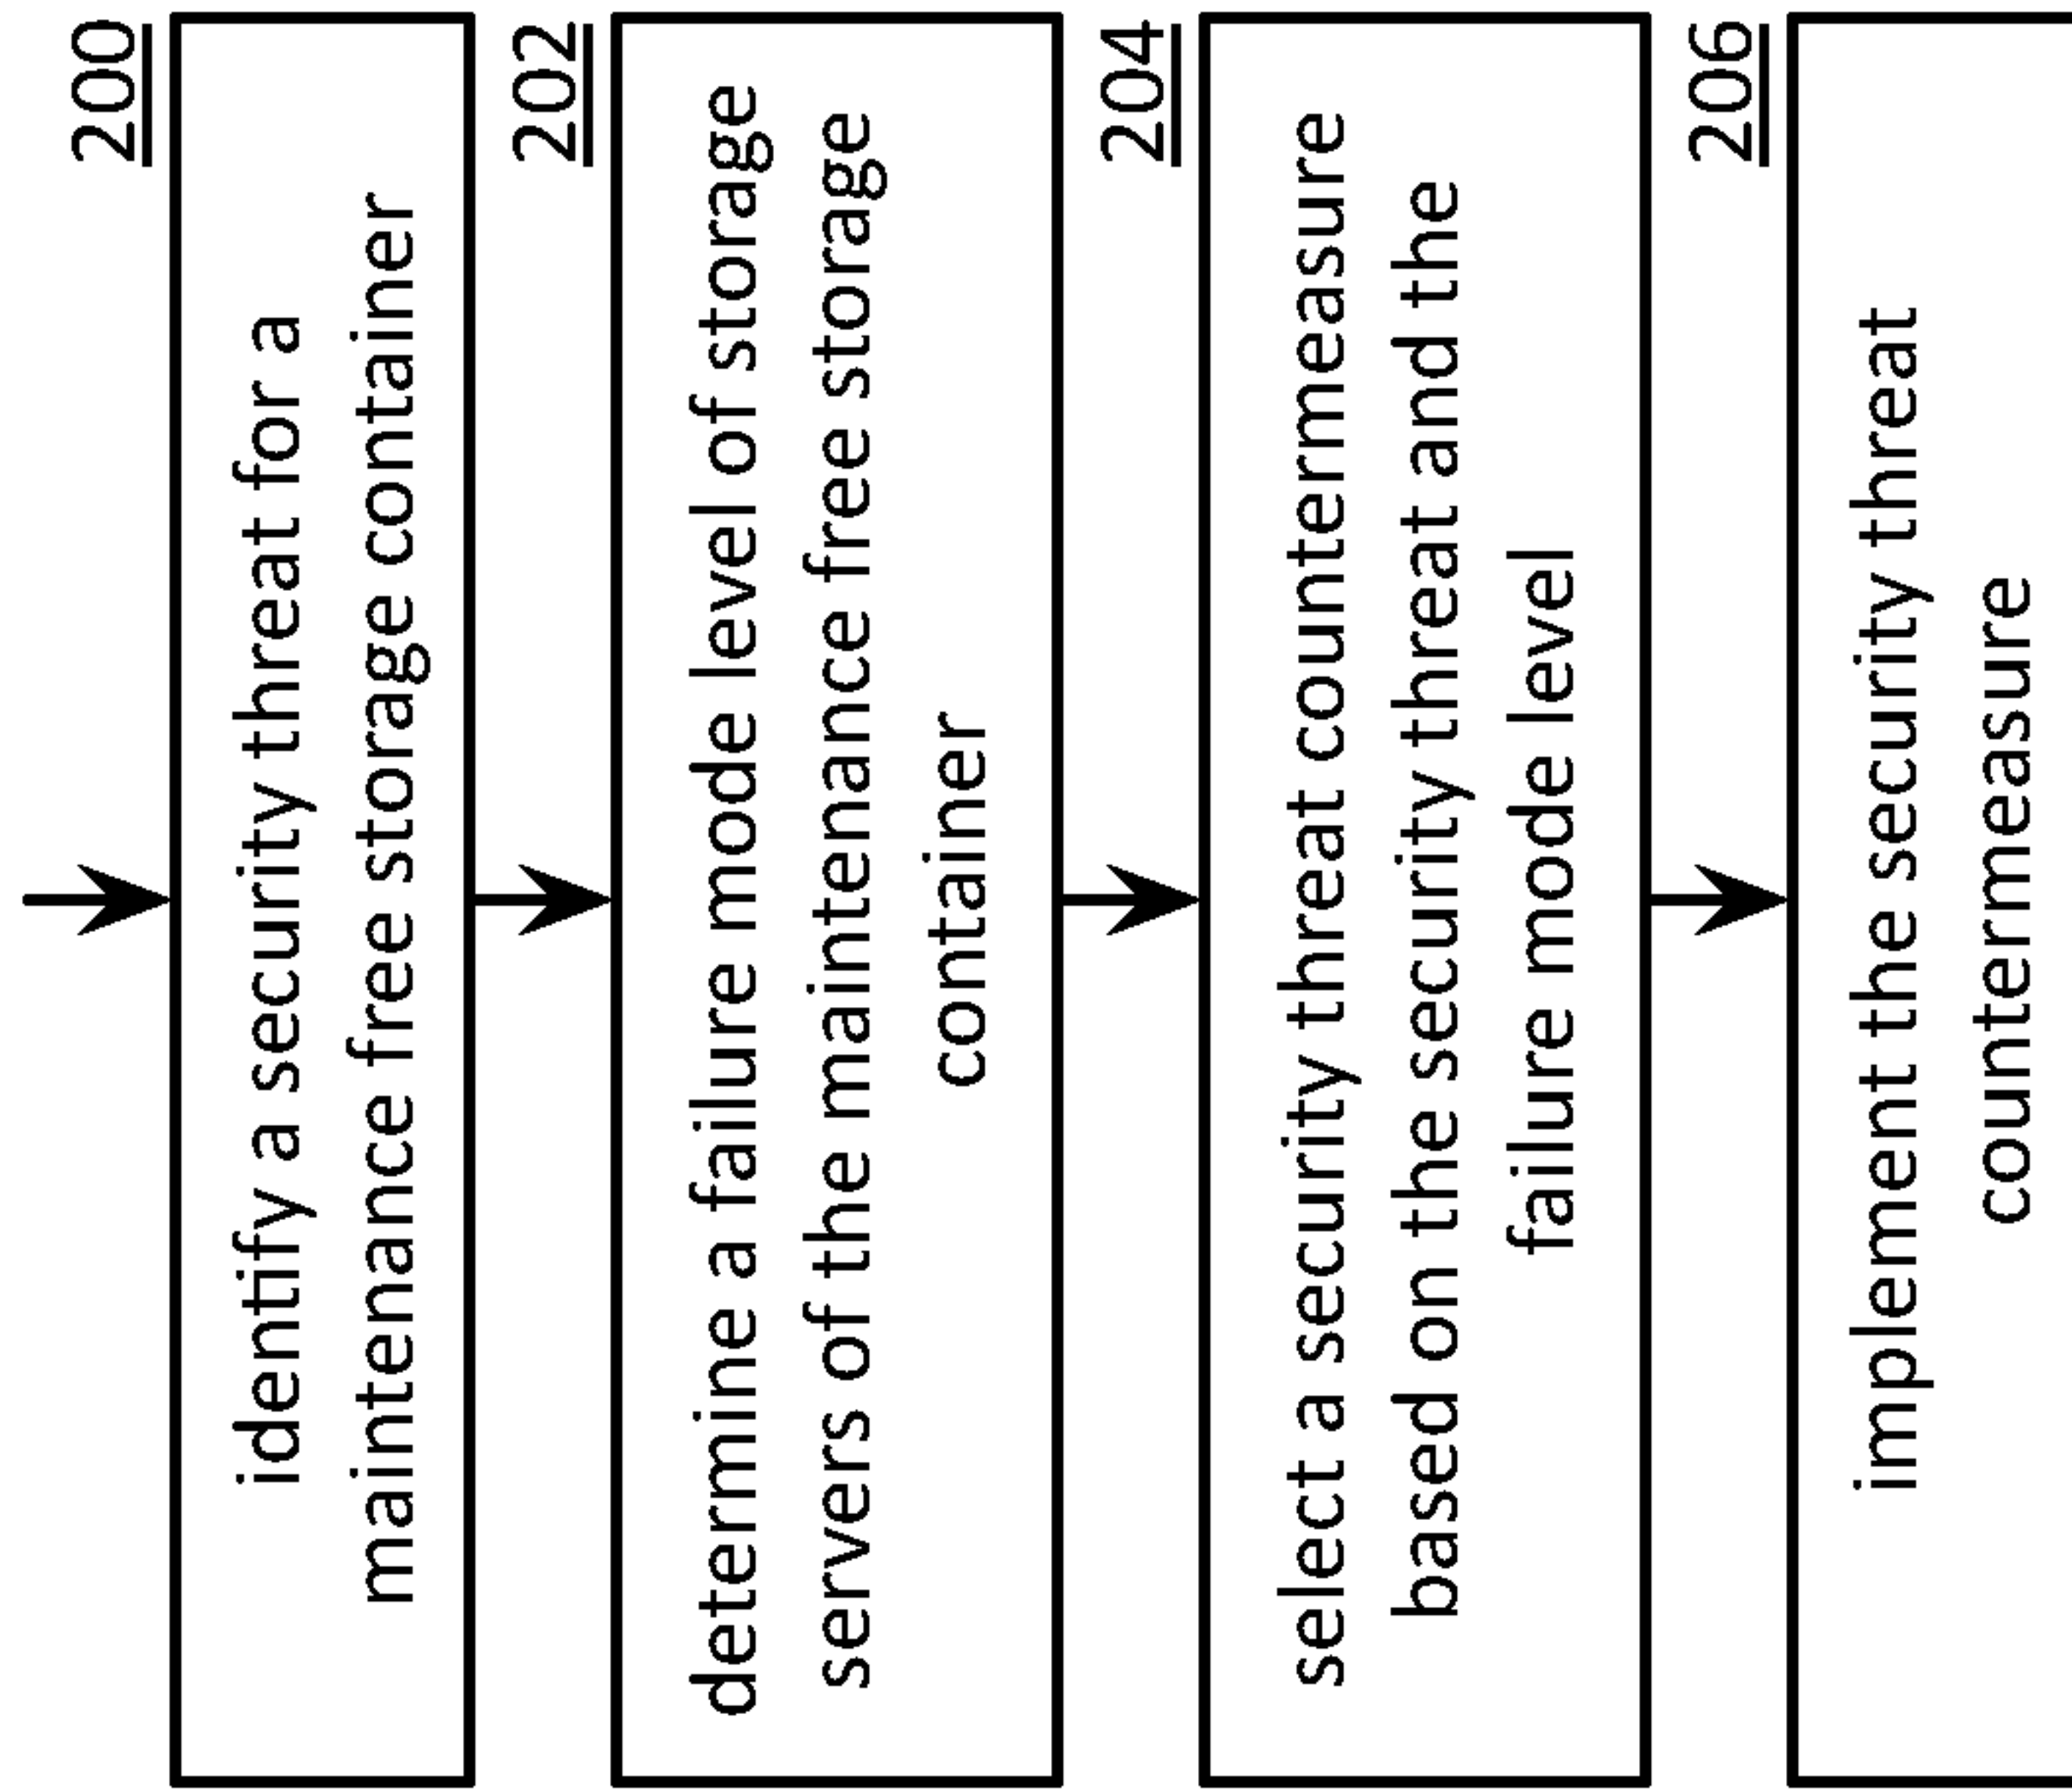 200
identify a security threat for a
maintenance free storage container
202
determine a failure mode level of storage
servers of the maintenance free storage
container
204
select a security threat countermeasure
based on the security threat and the
failure mode level
206
implement the security threat
countermeasure